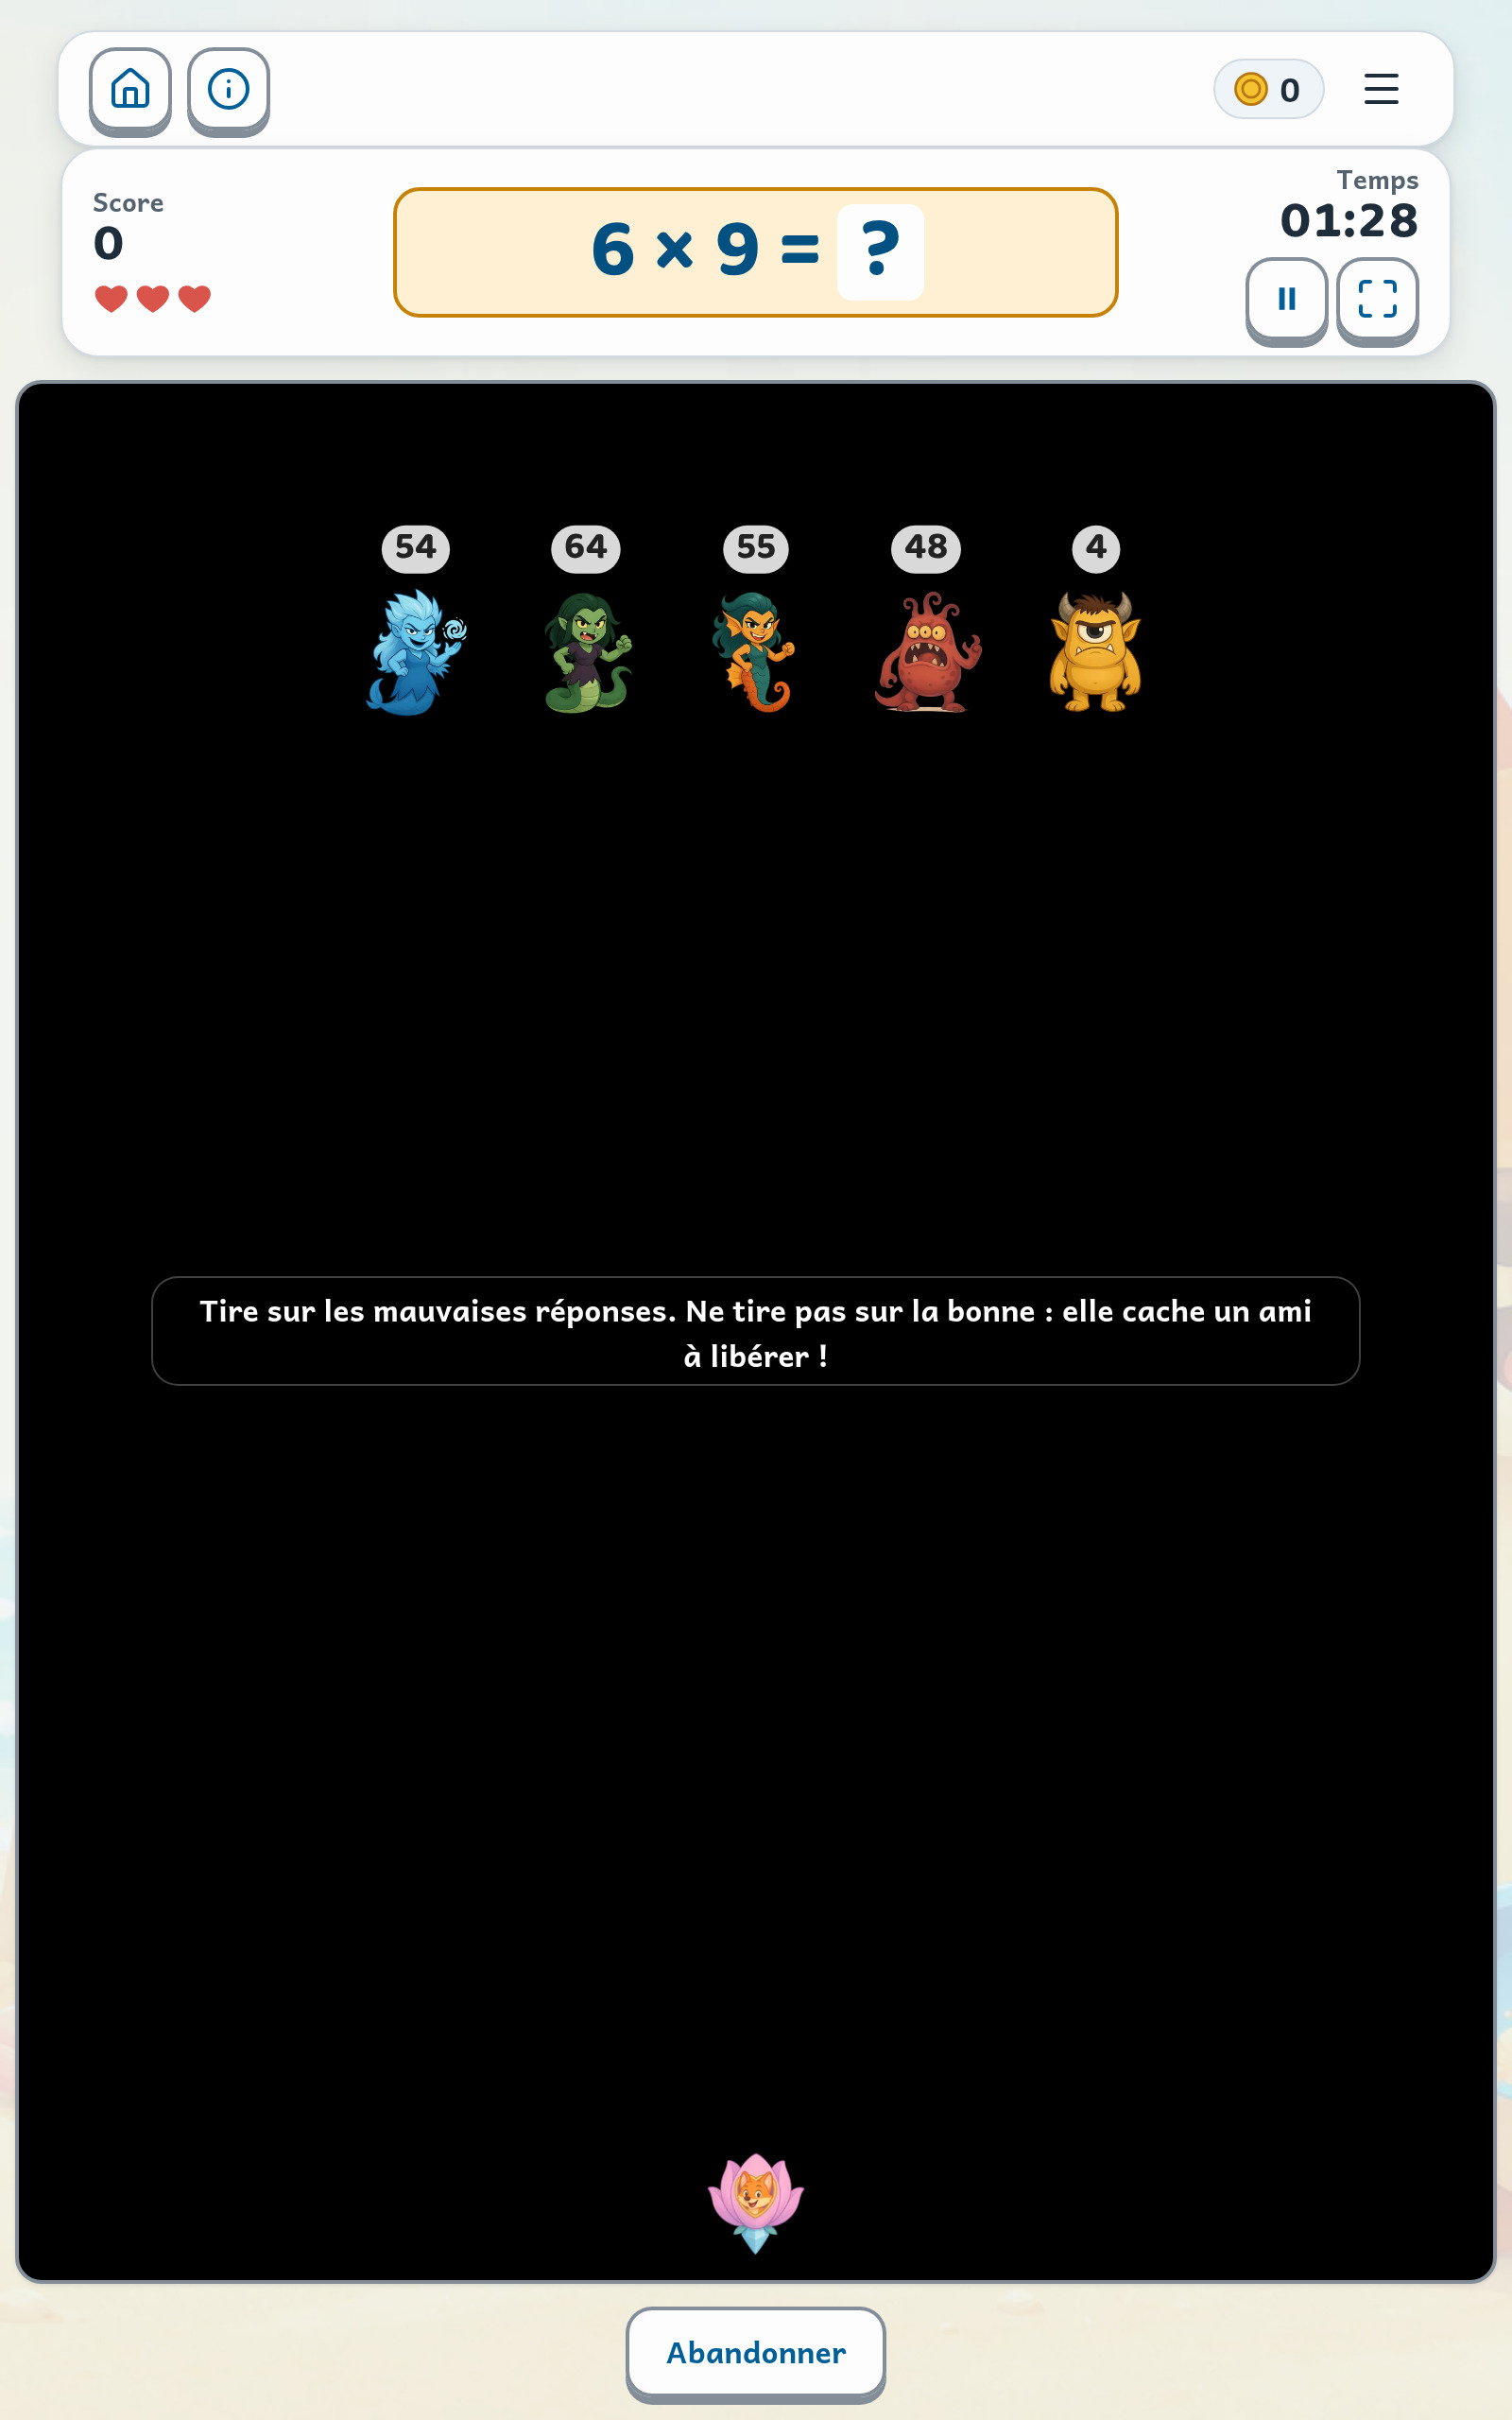 0
Score
0
6 × 9 = ?
Temps
01:28
54
64
55
48
4
Tire sur les mauvaises réponses. Ne tire pas sur la bonne : elle cache un ami
à libérer !
Abandonner